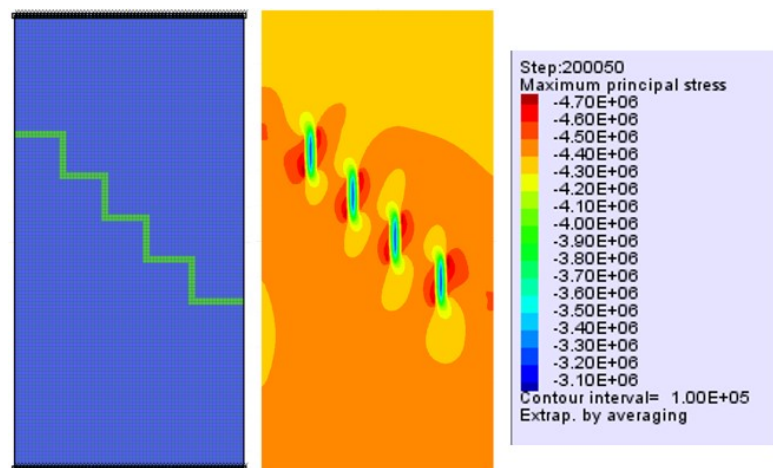 Step:200050
Maximum principal stress
-4.70E+06
-4.60E+06
-4.50E+06
-4.40E+06
-4.30E+06
-4.20E+06
-4.10E+06
-4.00E+06
-3.90E+06
-3.80E+06
-3.70E+06
-3.60E+06
-3.50E+06
-3.40E+06
-3.30E+06
-3.20E+06
-3.10E+06
Contour interval= 1.00E+05
Extrap. by averaging